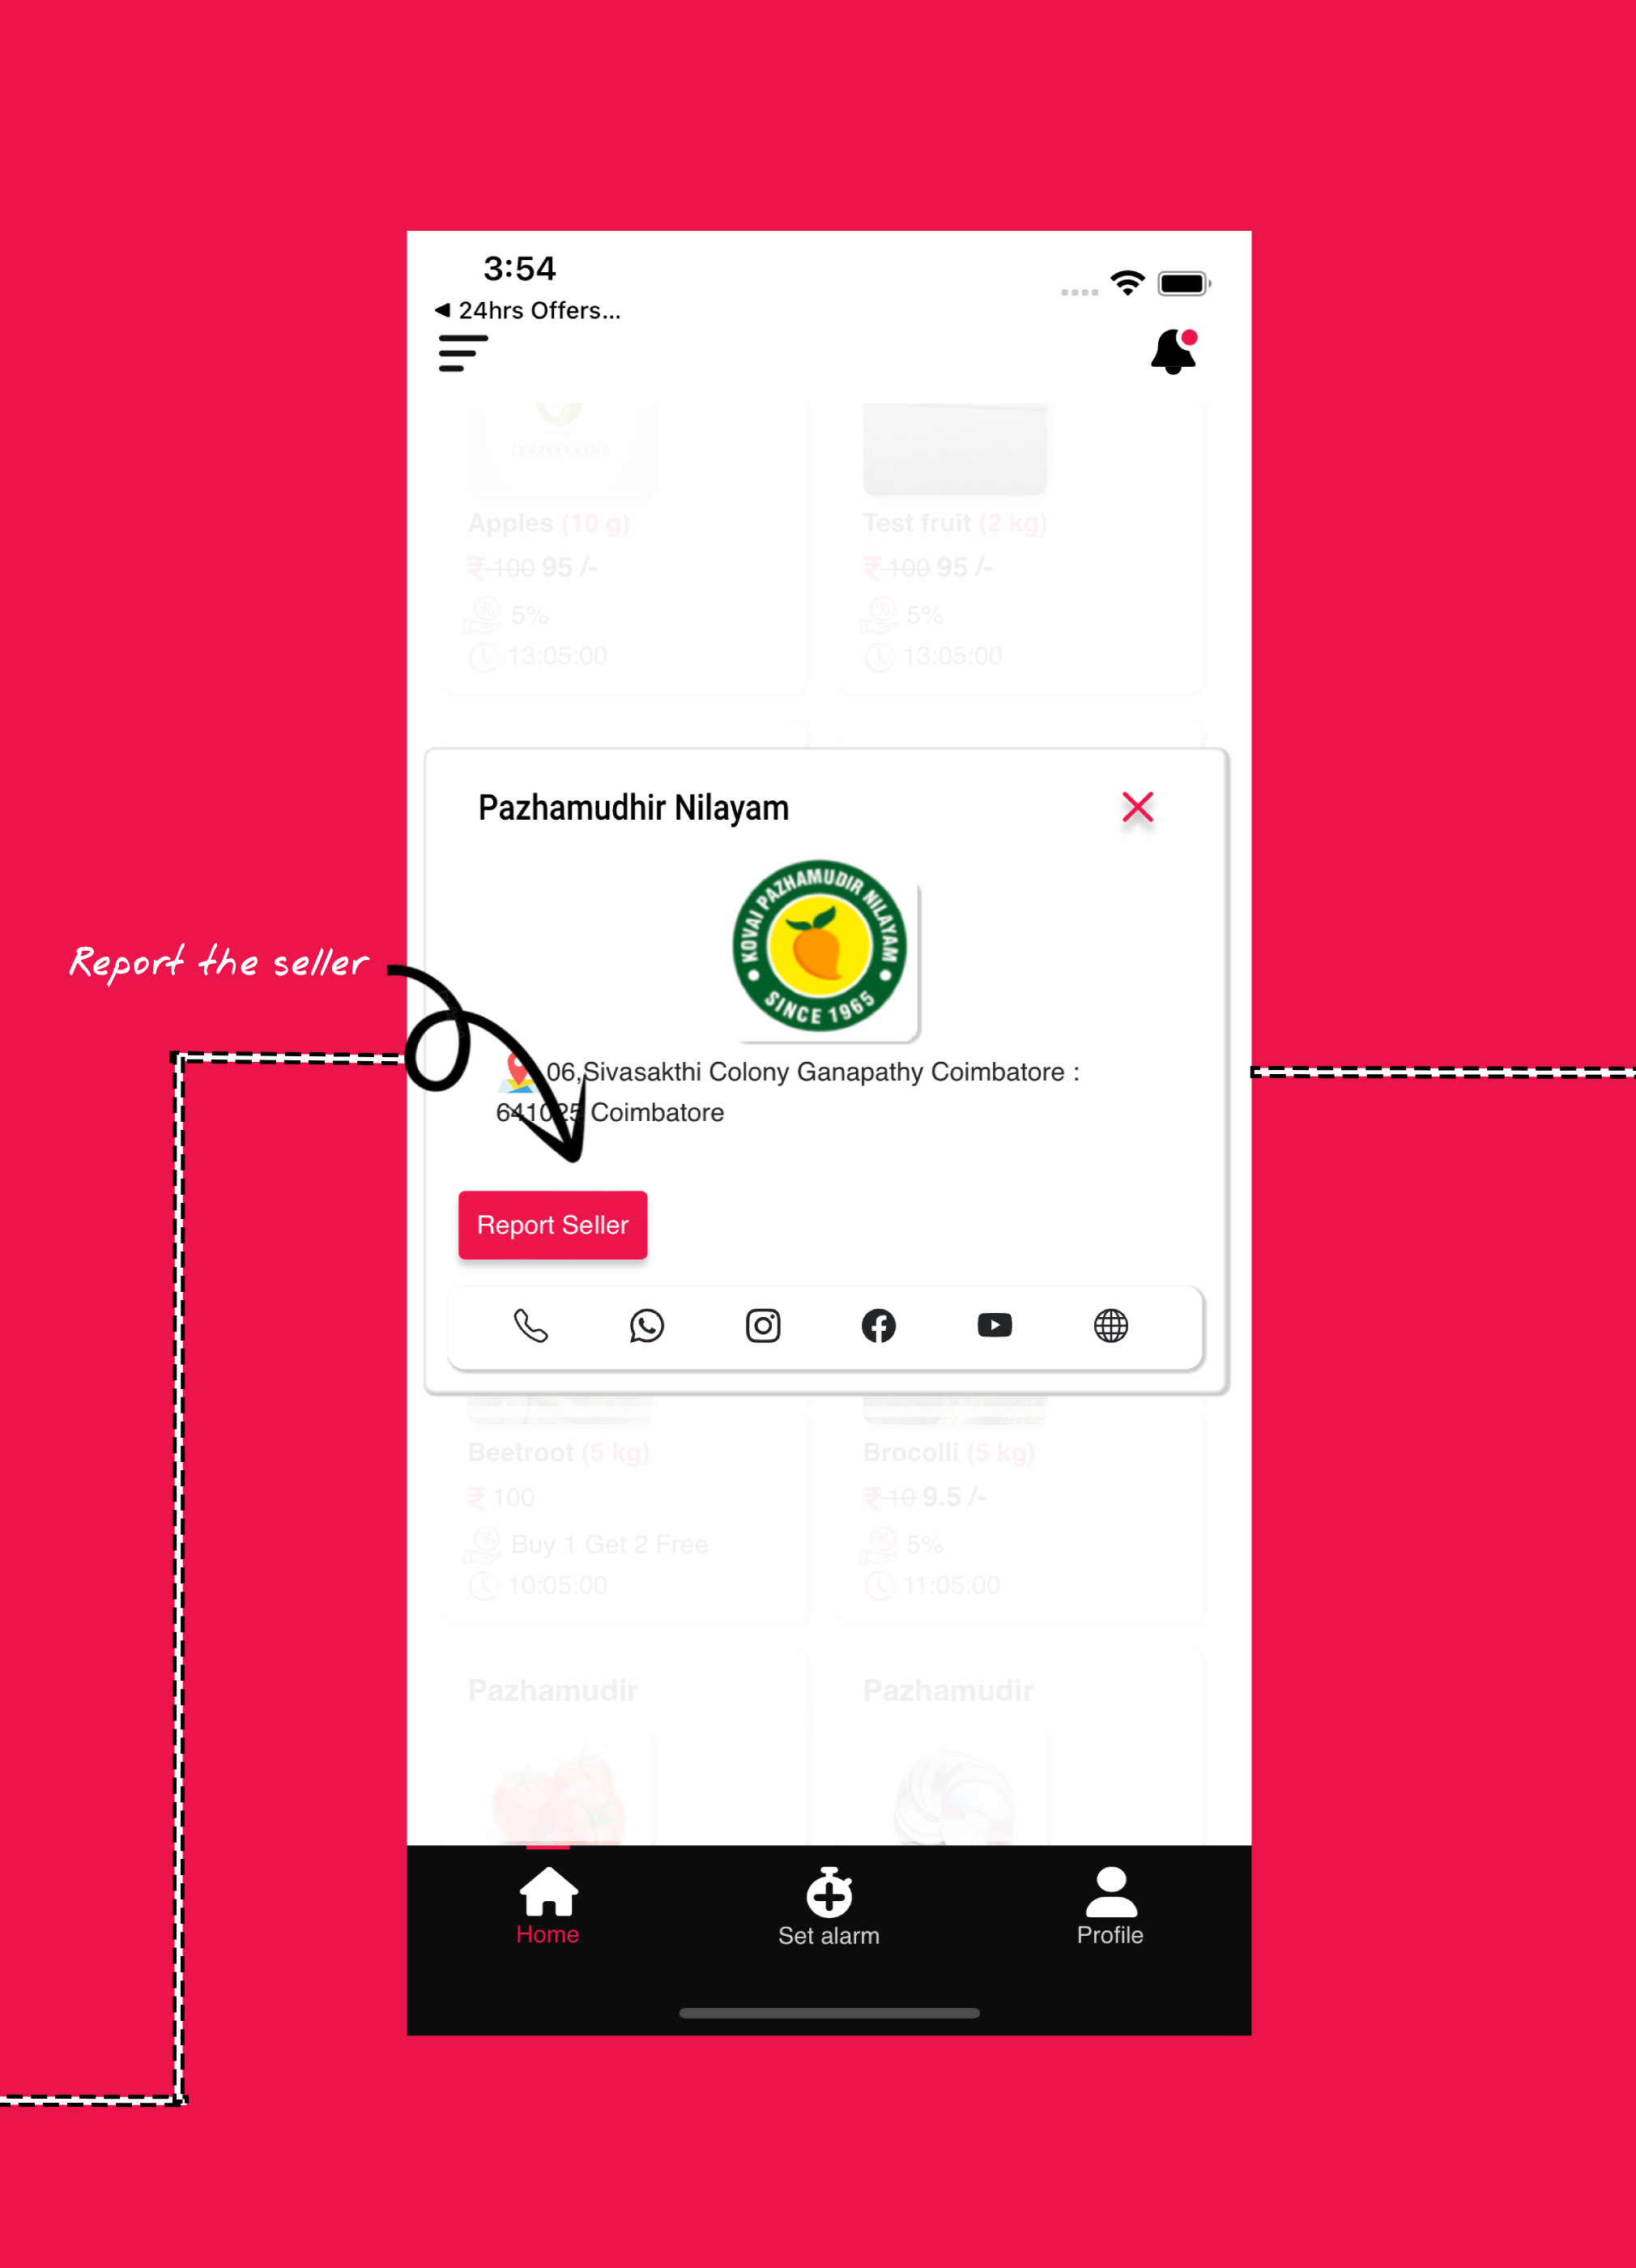 3:54
24hrs Offers...
COMPANY NAME
Apples (10 g)
Test fruit (2 kg)
₹ 100 95 /-
₹ 100 95 /-
%
5%
%
5%
13:05:00
13:05:00
Pazhamudhir Nilayam
KOVAI PAZHAMUDIR NILAYAM
SINCE 1965
Report the seller
06,Sivasakthi Colony Ganapathy Coimbatore :
641025 Coimbatore
Report Seller
Beetroot (5 kg)
Brocolli (5 kg)
₹ 100
₹ 10 9.5 /-
%
Buy 1 Get 2 Free
%
5%
10:05:00
11:05:00
Pazhamudir
Pazhamudir
Home
Set alarm
Profile